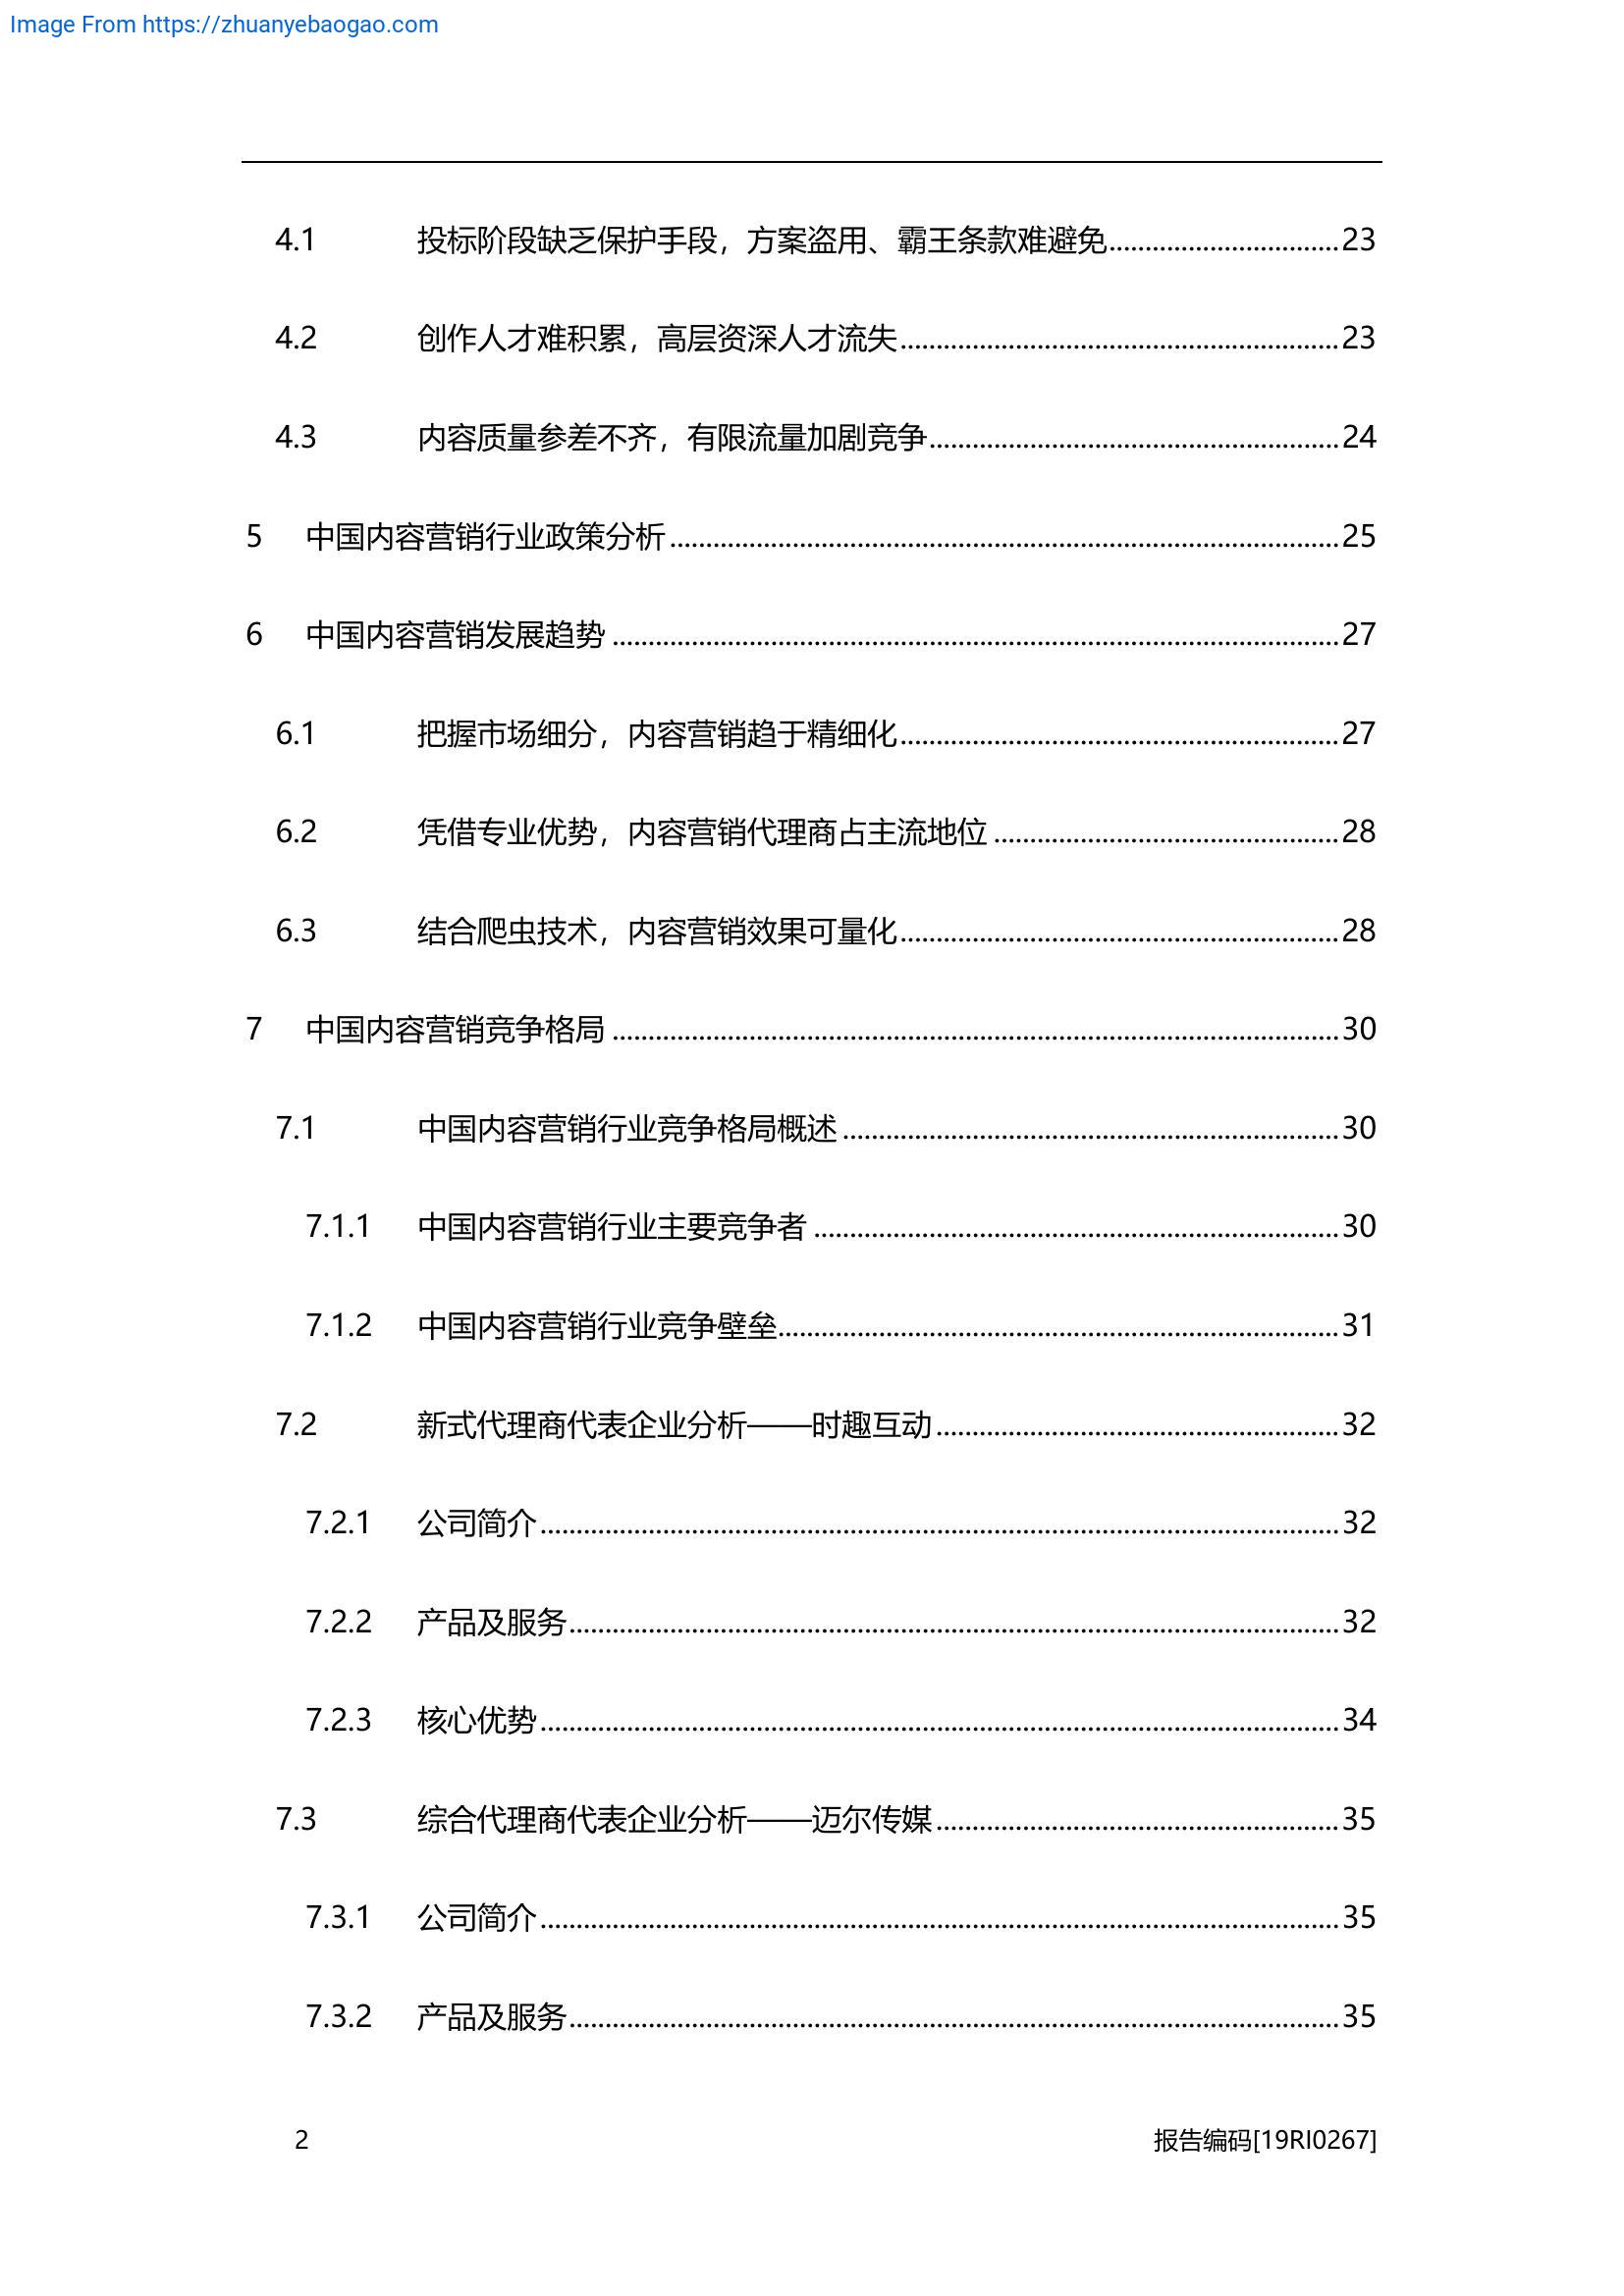 Image From https://zhuanyebaogao.com
4.1 投标阶段缺乏保护手段，方案盗用、霸王条款难避免................................23
4.2 创作人才难积累，高层资深人才流失.............................................................23
4.3 内容质量参差不齐，有限流量加剧竞争.........................................................24
5 中国内容营销行业政策分析.............................................................................................25
6 中国内容营销发展趋势.....................................................................................................27
6.1 把握市场细分，内容营销趋于精细化.............................................................27
6.2 凭借专业优势，内容营销代理商占主流地位................................................28
6.3 结合爬虫技术，内容营销效果可量化.............................................................28
7 中国内容营销竞争格局.....................................................................................................30
7.1 中国内容营销行业竞争格局概述.....................................................................30
7.1.1 中国内容营销行业主要竞争者.........................................................................30
7.1.2 中国内容营销行业竞争壁垒..............................................................................31
7.2 新式代理商代表企业分析——时趣互动........................................................32
7.2.1 公司简介...............................................................................................................32
7.2.2 产品及服务...........................................................................................................32
7.2.3 核心优势...............................................................................................................34
7.3 综合代理商代表企业分析——迈尔传媒........................................................35
7.3.1 公司简介...............................................................................................................35
7.3.2 产品及服务...........................................................................................................35
2 报告编码[19RI0267]